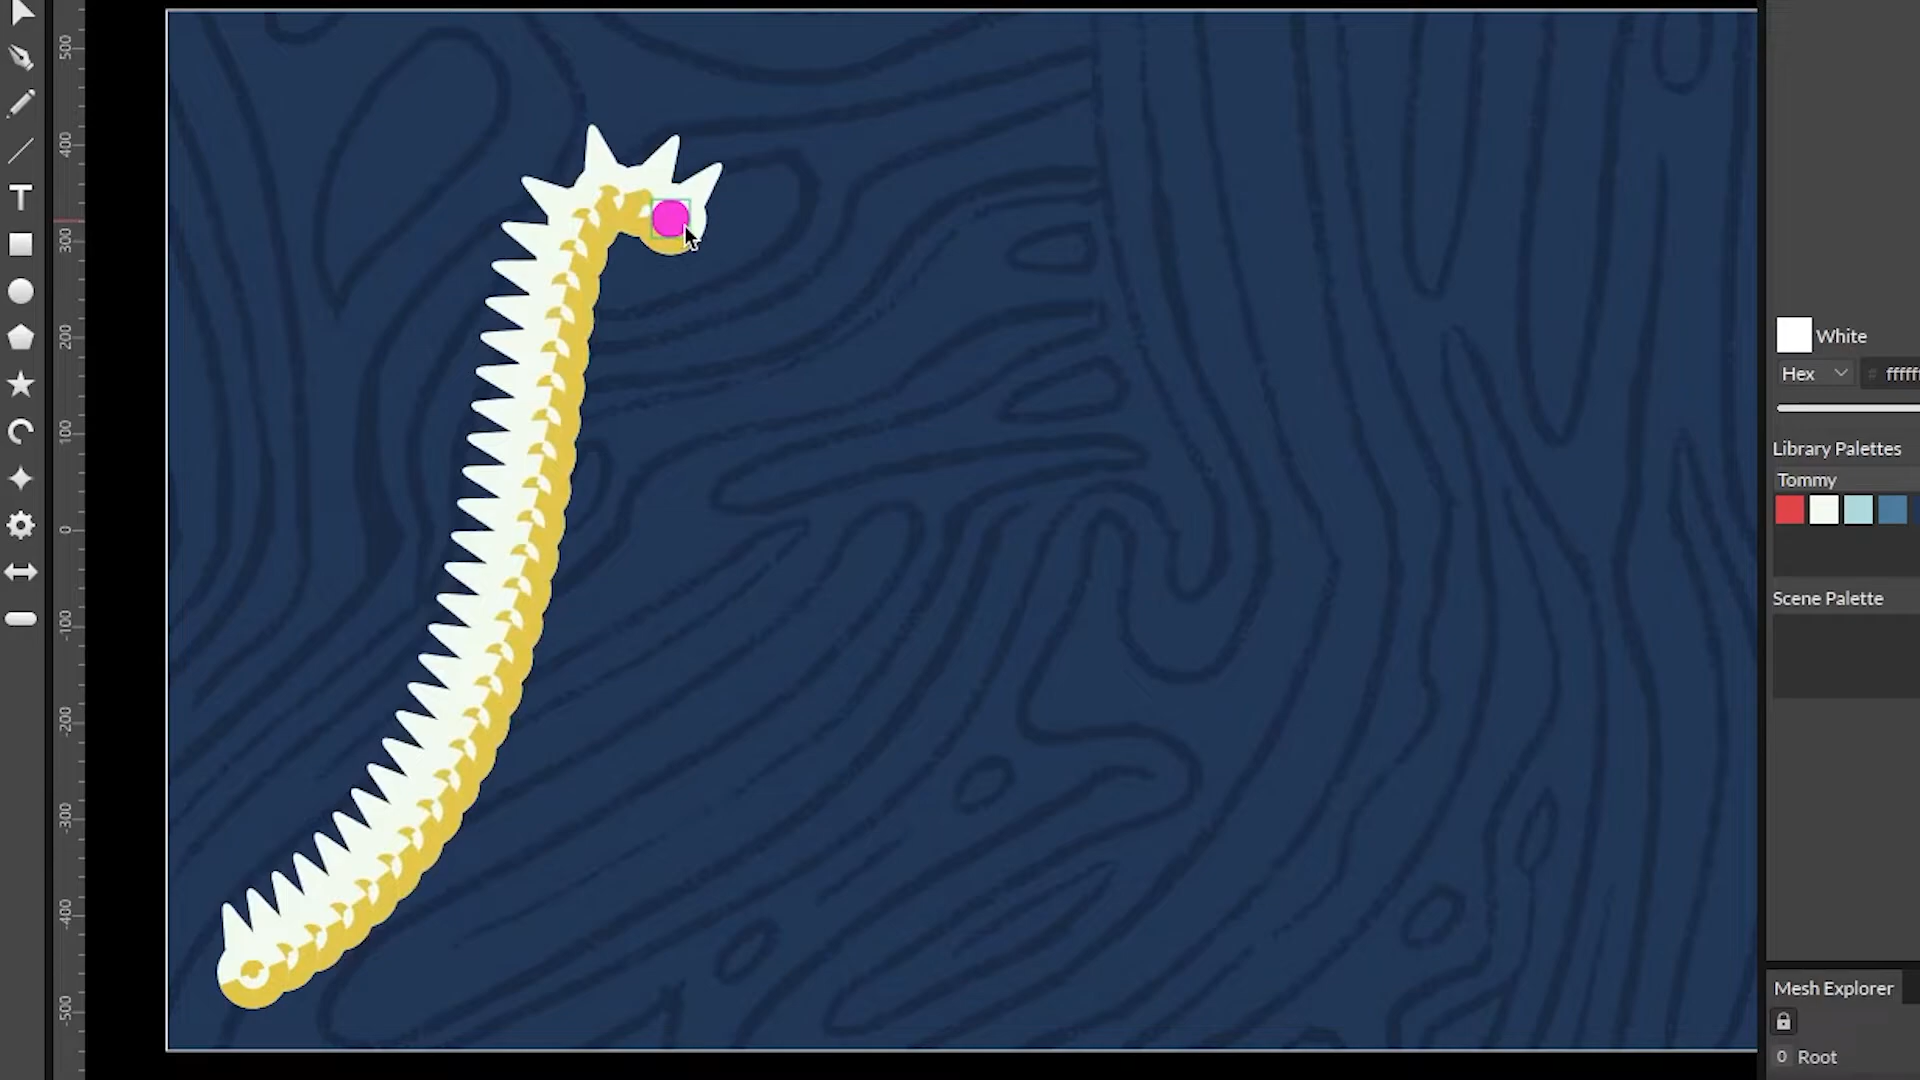 T
500
400
300
200
100
0
-100
-200
-300
-400
-500
White
Hex
# ffffff
Library Palettes
Tommy
Scene Palette
Mesh Explorer
0 Root